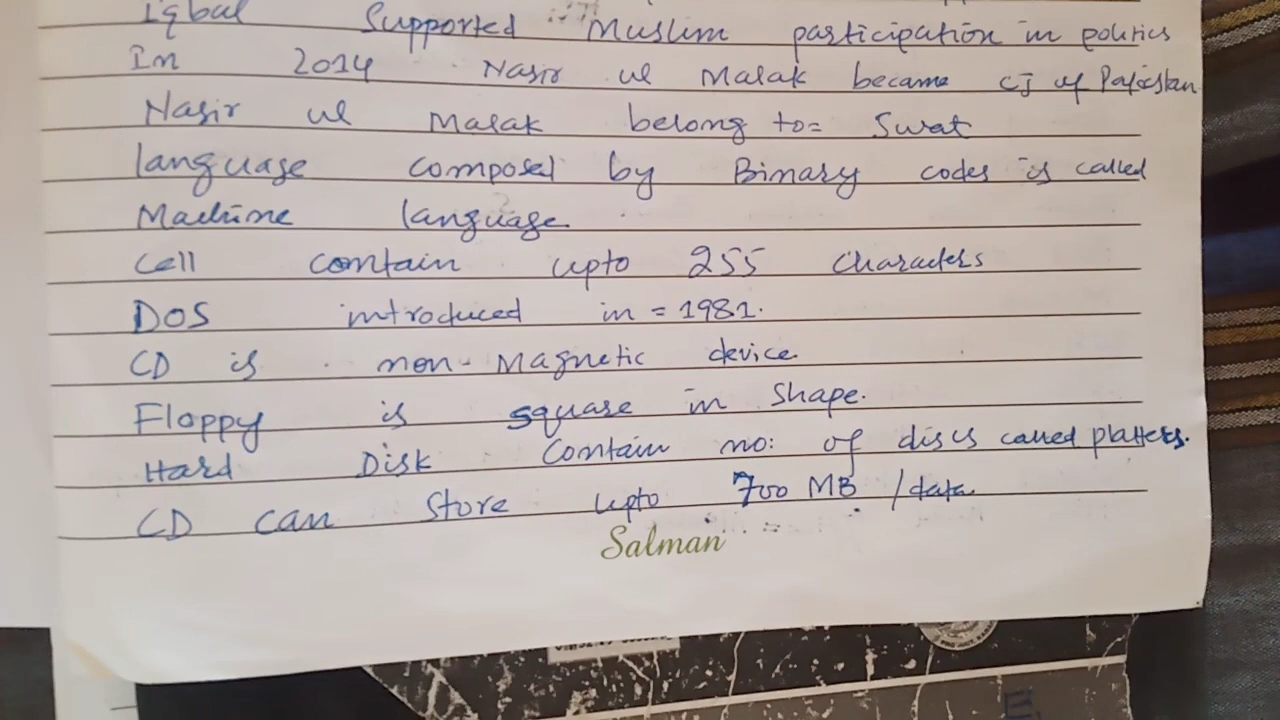 Iqbal Supported Muslim participation in politics
In 2014 Nasir ul Malak became CJ of Pakistan
Nasir ul Malak belong to= Swat
language composed by Binary codes is called
Machine language.
Cell contain upto 255 characters
DOS introduced in = 1981.
CD is non-Magnetic device.
Floppy is square in shape.
Hard Disk Contain no: of discs called platters.
CD can store upto 700 MB /data
Salman